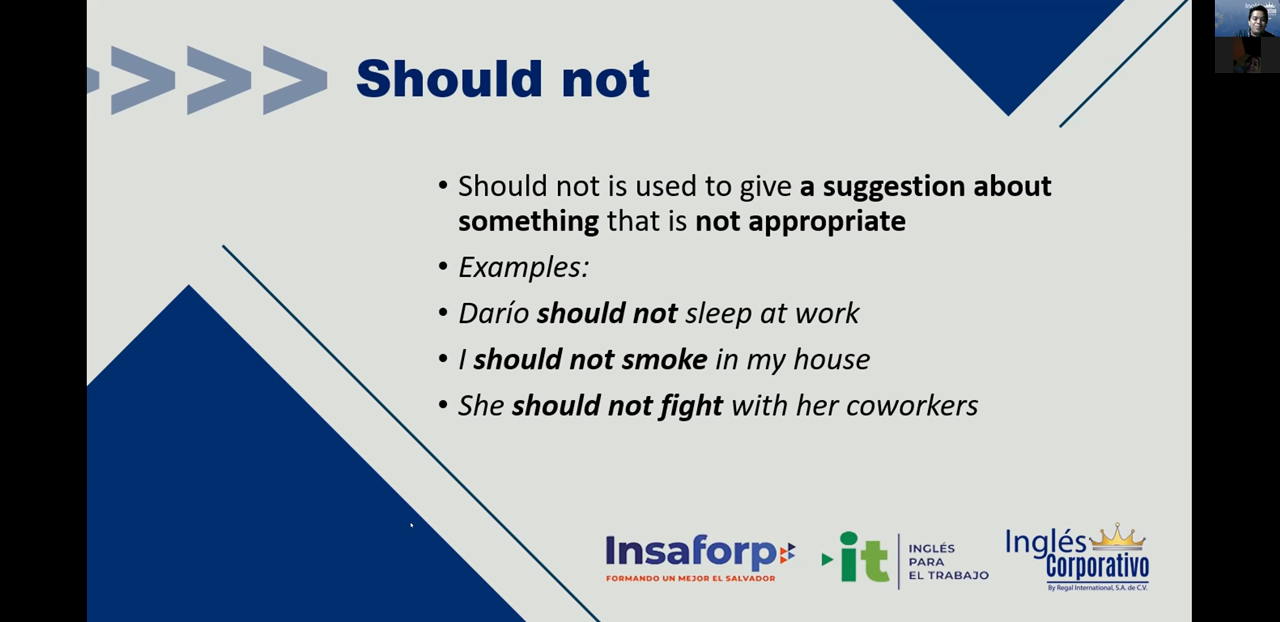 Should not
• Should not is used to give a suggestion about
something that is not appropriate
• Examples:
• Darío should not sleep at work
• I should not smoke in my house
• She should not fight with her coworkers
Insaforp
FORMANDO UN MEJOR EL SALVADOR
it
INGLÉS
PARA
EL TRABAJO
Inglés
Corporativo
By Regal International, S.A. de C.V.